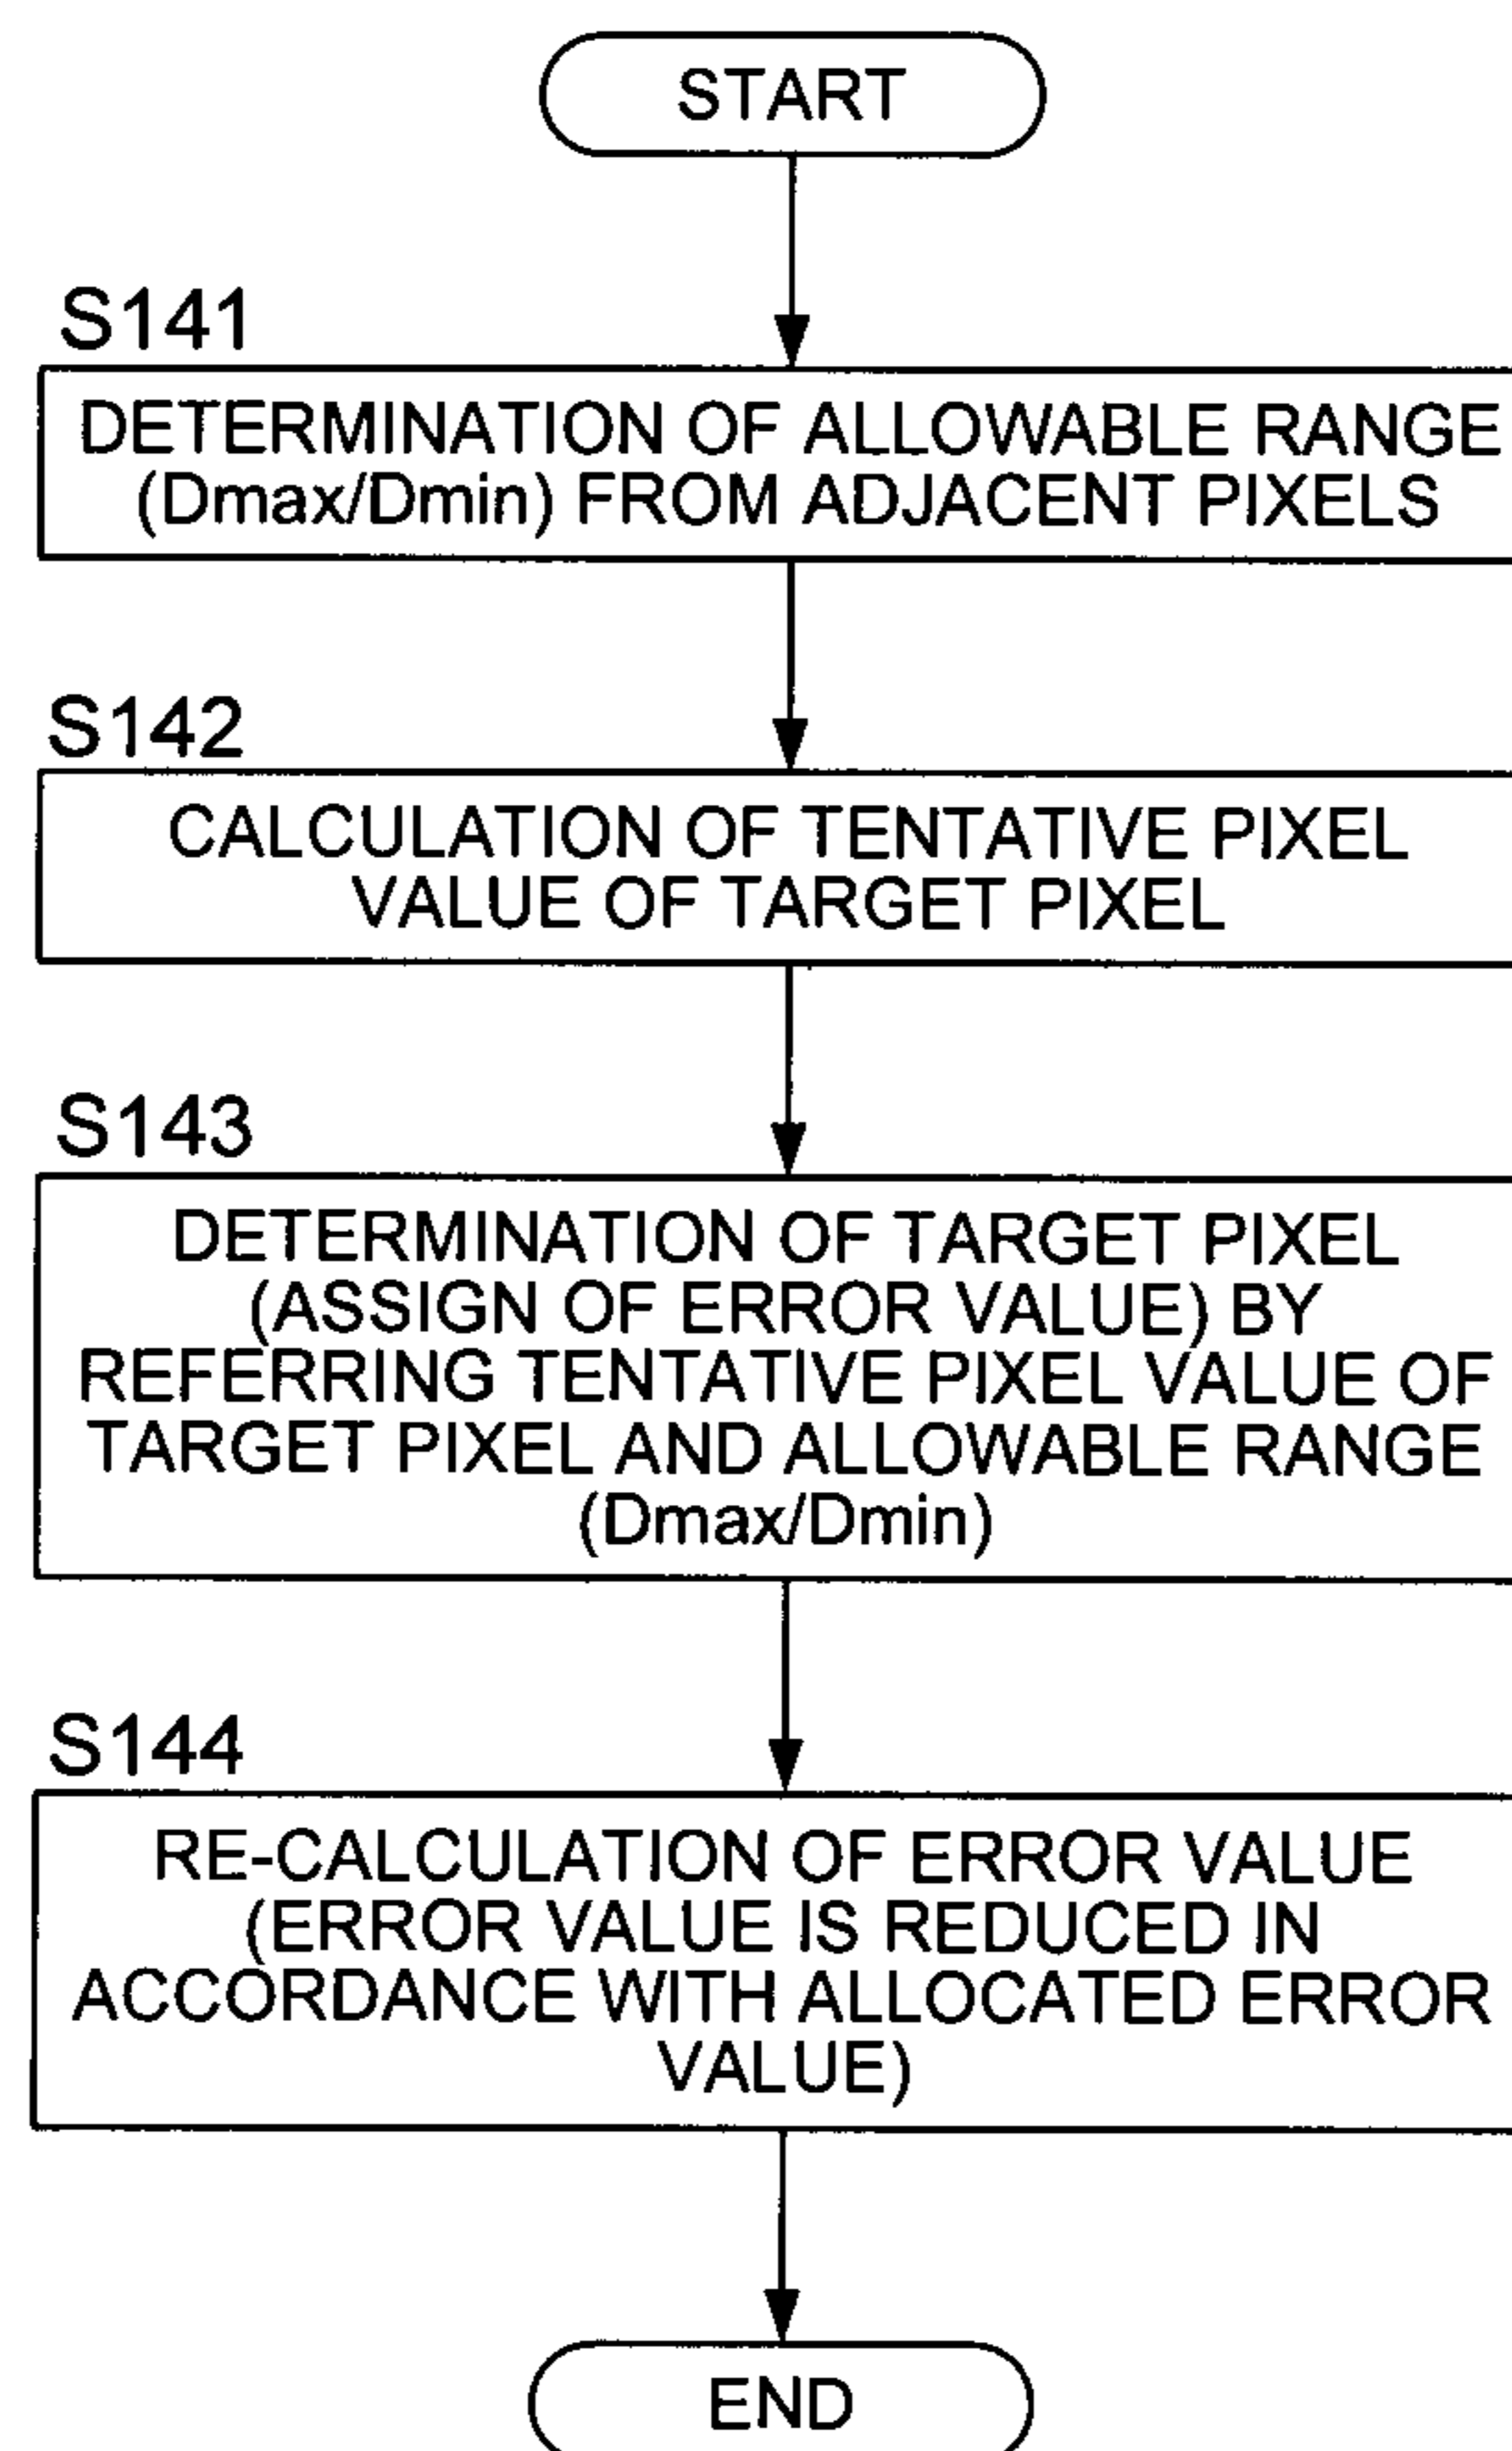 START
S141
DETERMINATION OF ALLOWABLE RANGE
(Dmax/Dmin) FROM ADJACENT PIXELS
S142
CALCULATION OF TENTATIVE PIXEL
VALUE OF TARGET PIXEL
S143
DETERMINATION OF TARGET PIXEL
(ASSIGN OF ERROR VALUE) BY
REFERRING TENTATIVE PIXEL VALUE OF
TARGET PIXEL AND ALLOWABLE RANGE
(Dmax/Dmin)
S144
RE-CALCULATION OF ERROR VALUE
(ERROR VALUE IS REDUCED IN
ACCORDANCE WITH ALLOCATED ERROR
VALUE)
END